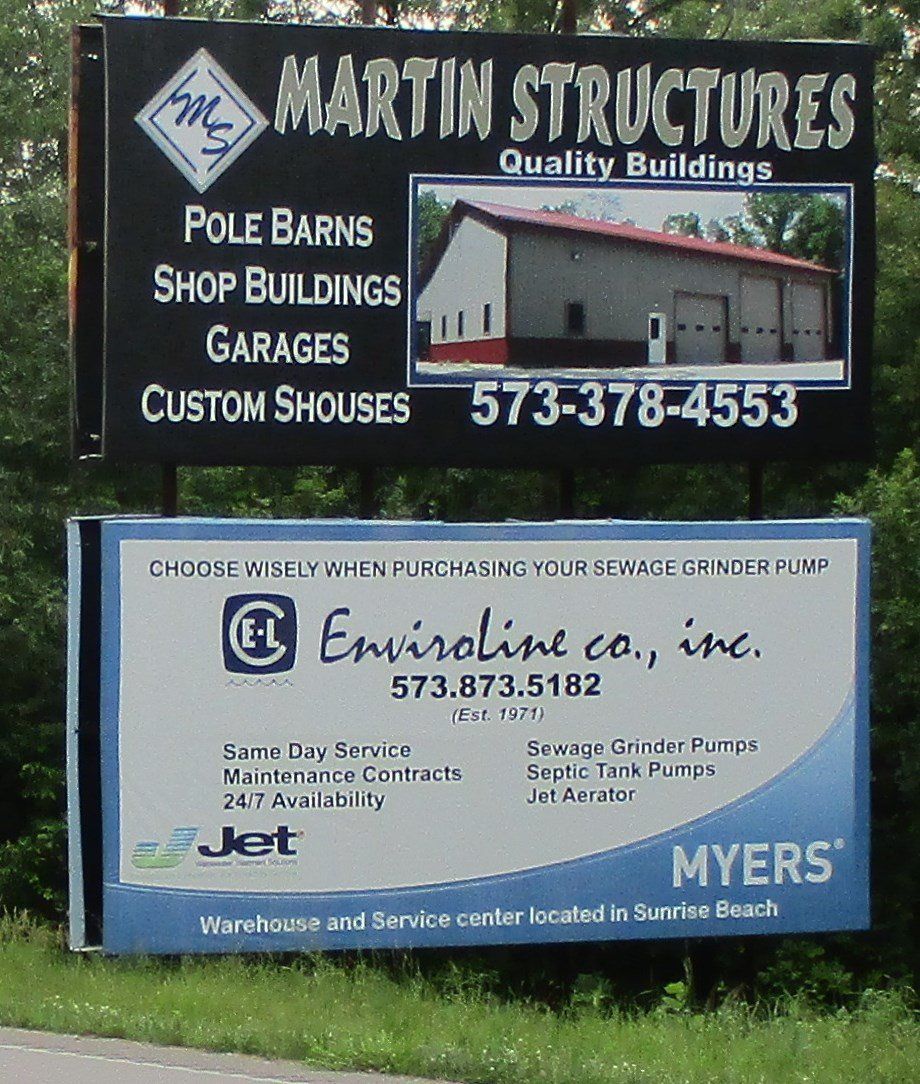 MS
MARTIN STRUCTURES
Quality Buildings
POLE BARNS
SHOP BUILDINGS
GARAGES
CUSTOM SHOUSES
573-378-4553
CHOOSE WISELY WHEN PURCHASING YOUR SEWAGE GRINDER PUMP
E-L
EnviroLine co., inc.
573.873.5182
(Est. 1971)
Same Day Service
Maintenance Contracts
24/7 Availability
Sewage Grinder Pumps
Septic Tank Pumps
Jet Aerator
Jet
Wastewater Treatment Solutions
MYERS®
Warehouse and Service center located in Sunrise Beach